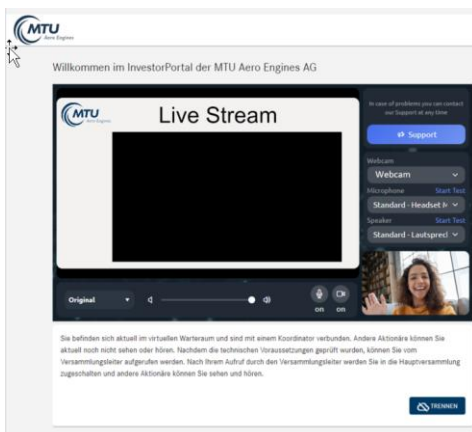 MTU
Aero Engines
Willkommen im InvestorPortal der MTU Aero Engines AG
MTU
Aero Engines
Live Stream
In case of problems you can contact
our Support at any time
Support
Webcam
Webcam
Microphone Start Test
Standard - Headset M
Speaker Start Test
Standard - Lautsprecl
Original
on on
Sie befinden sich aktuell im virtuellen Warteraum und sind mit einem Koordinator verbunden. Andere Aktionäre können Sie
aktuell noch nicht sehen oder hören. Nachdem die technischen Voraussetzungen geprüft wurden, können Sie vom
Versammlungsleiter aufgerufen werden. Nach Ihrem Aufruf durch den Versammlungsleiter werden Sie in die Hauptversammlung
zugeschalten und andere Aktionäre können Sie sehen und hören.
TRENNEN